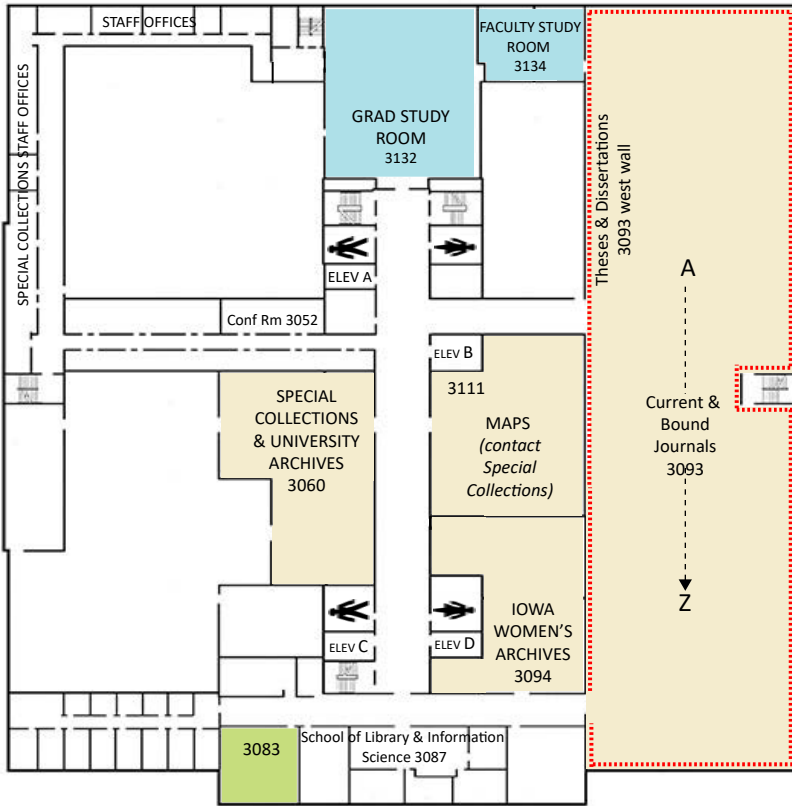 STAFF OFFICES
SPECIAL COLLECTIONS STAFF OFFICES
GRAD STUDY
ROOM
3132
FACULTY STUDY
ROOM
3134
Theses & Dissertations
3093 west wall
ELEV A
Conf Rm 3052
ELEV B
3111
MAPS
(contact
Special
Collections)
SPECIAL
COLLECTIONS
& UNIVERSITY
ARCHIVES
3060
A
Current &
Bound
Journals
3093
Z
ELEV C
ELEV D
IOWA
WOMEN’S
ARCHIVES
3094
3083
School of Library & Information
Science 3087